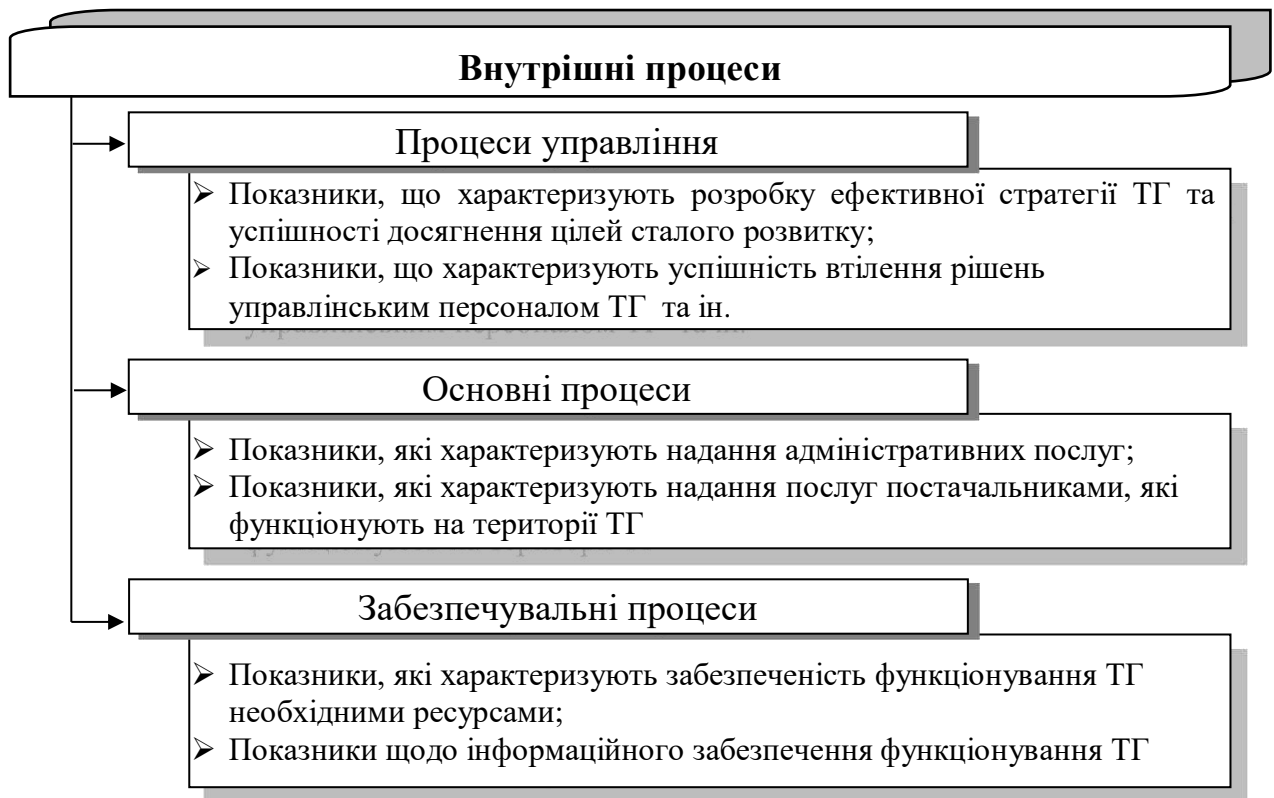 Внутрішні процеси
Процеси управління
➢ Показники, що характеризують розробку ефективної стратегії ТГ та
успішності досягнення цілей сталого розвитку;
➢ Показники, що характеризують успішність втілення рішень
управлінським персоналом ТГ та ін.
Основні процеси
➢ Показники, які характеризують надання адміністративних послуг;
➢ Показники, які характеризують надання послуг постачальниками, які
функціонують на території ТГ
Забезпечувальні процеси
➢ Показники, які характеризують забезпеченість функціонування ТГ
необхідними ресурсами;
➢ Показники щодо інформаційного забезпечення функціонування ТГ